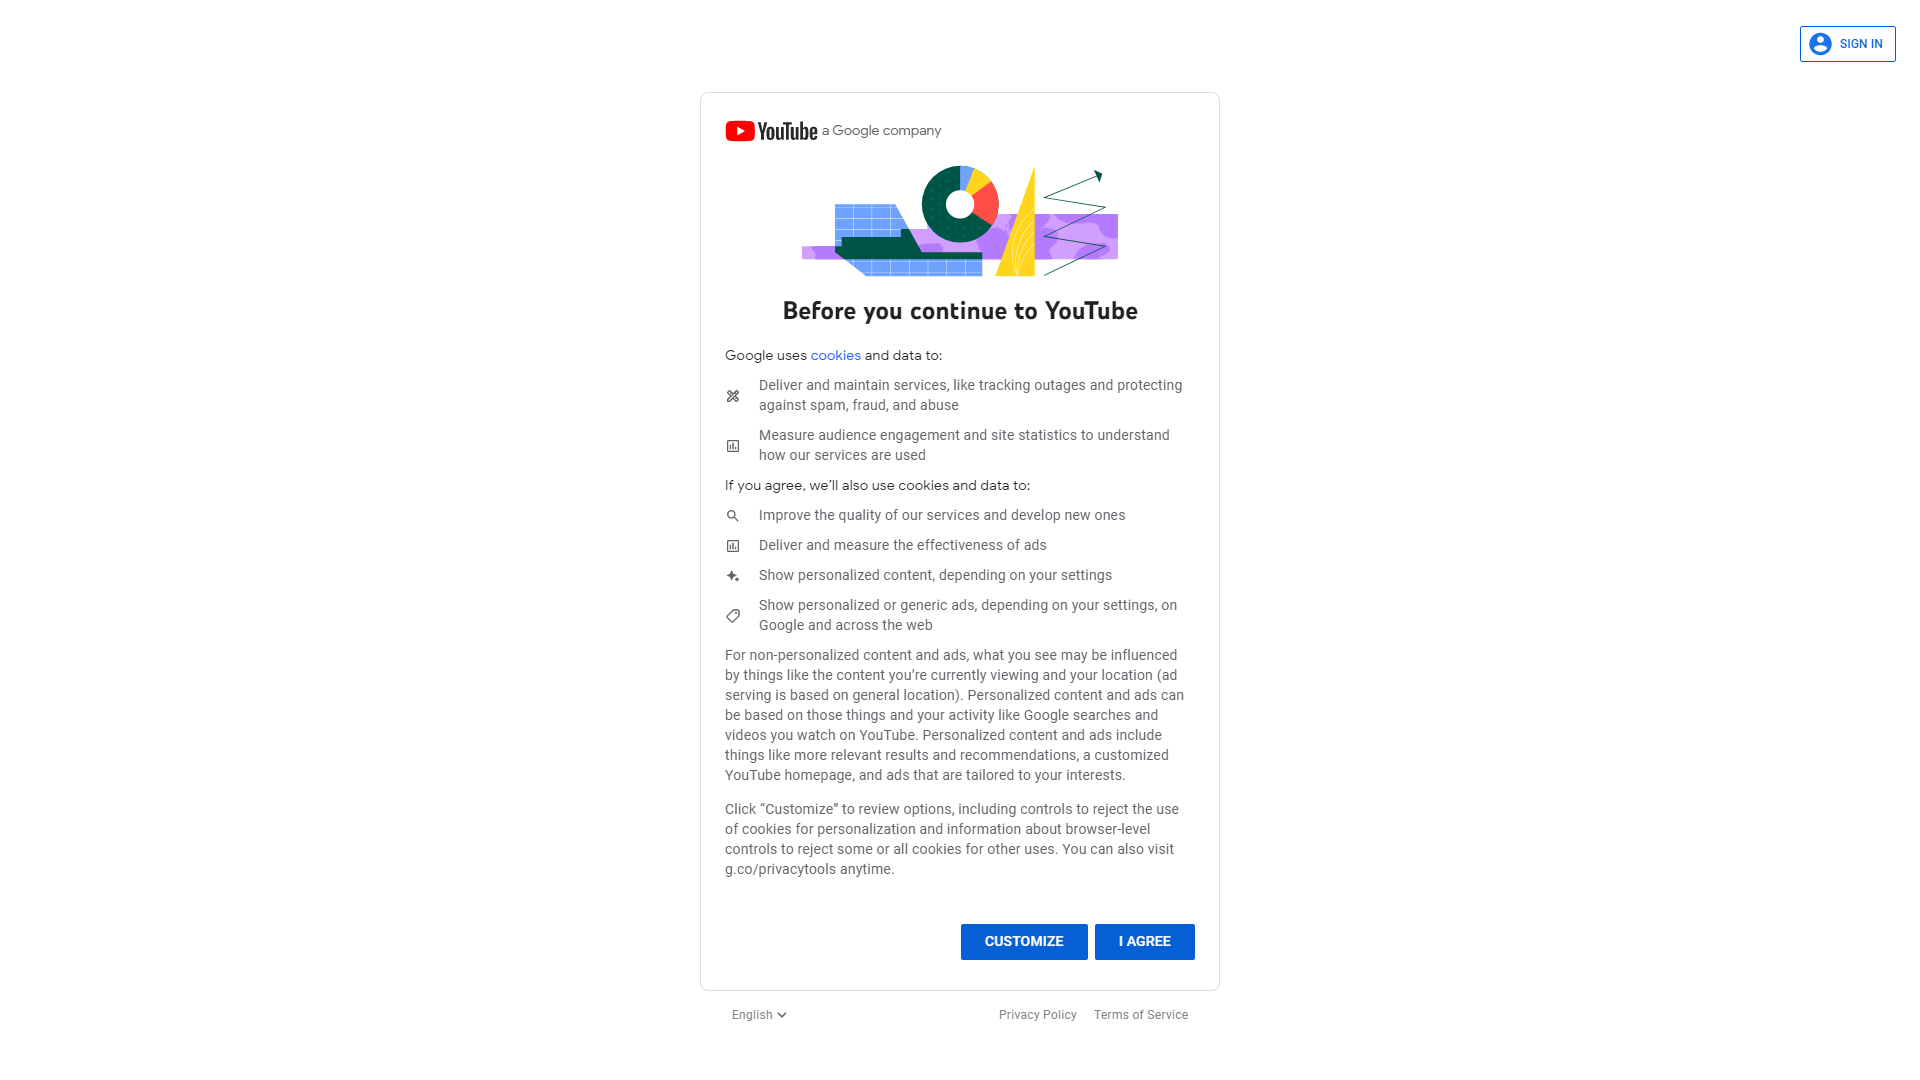 SIGN IN
YouTube a Google company
Before you continue to YouTube
Google uses cookies and data to:
Deliver and maintain services, like tracking outages and protecting
against spam, fraud, and abuse
Measure audience engagement and site statistics to understand
how our services are used
If you agree, we’ll also use cookies and data to:
Improve the quality of our services and develop new ones
Deliver and measure the effectiveness of ads
Show personalized content, depending on your settings
Show personalized or generic ads, depending on your settings, on
Google and across the web
For non-personalized content and ads, what you see may be influenced
by things like the content you’re currently viewing and your location (ad
serving is based on general location). Personalized content and ads can
be based on those things and your activity like Google searches and
videos you watch on YouTube. Personalized content and ads include
things like more relevant results and recommendations, a customized
YouTube homepage, and ads that are tailored to your interests.
Click “Customize” to review options, including controls to reject the use
of cookies for personalization and information about browser-level
controls to reject some or all cookies for other uses. You can also visit
g.co/privacytools anytime.
CUSTOMIZE I AGREE
English Privacy Policy Terms of Service